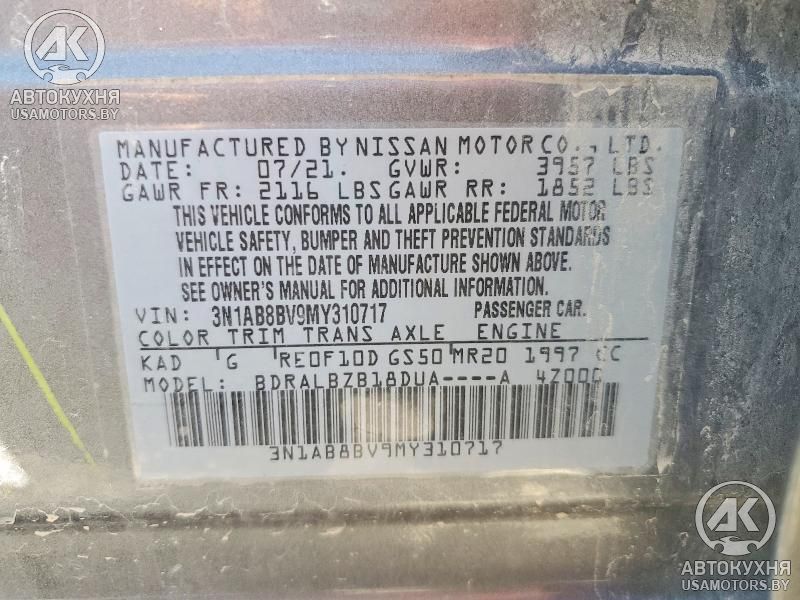 AK
АВТОКУХНЯ
USAMOTORS.BY
MANUFACTURED BY NISSAN MOTOR CO., LTD.
DATE: 07/21. GVWR: 3957 LBS
GAWR FR: 2116 LBS GAWR RR: 1852 LBS
THIS VEHICLE CONFORMS TO ALL APPLICABLE FEDERAL MOTOR
VEHICLE SAFETY, BUMPER AND THEFT PREVENTION STANDARDS
IN EFFECT ON THE DATE OF MANUFACTURE SHOWN ABOVE.
SEE OWNER'S MANUAL FOR ADDITIONAL INFORMATION.
VIN: 3N1AB8BV9MY310717 PASSENGER CAR.
COLOR TRIM TRANS AXLE ENGINE
KAD G RE0F10D GS50 MR20 1997 CC
MODEL: BDRALBZB18DUA----A 4Z000
3N1AB8BV9MY310717
AK
АВТОКУХНЯ
USAMOTORS.BY